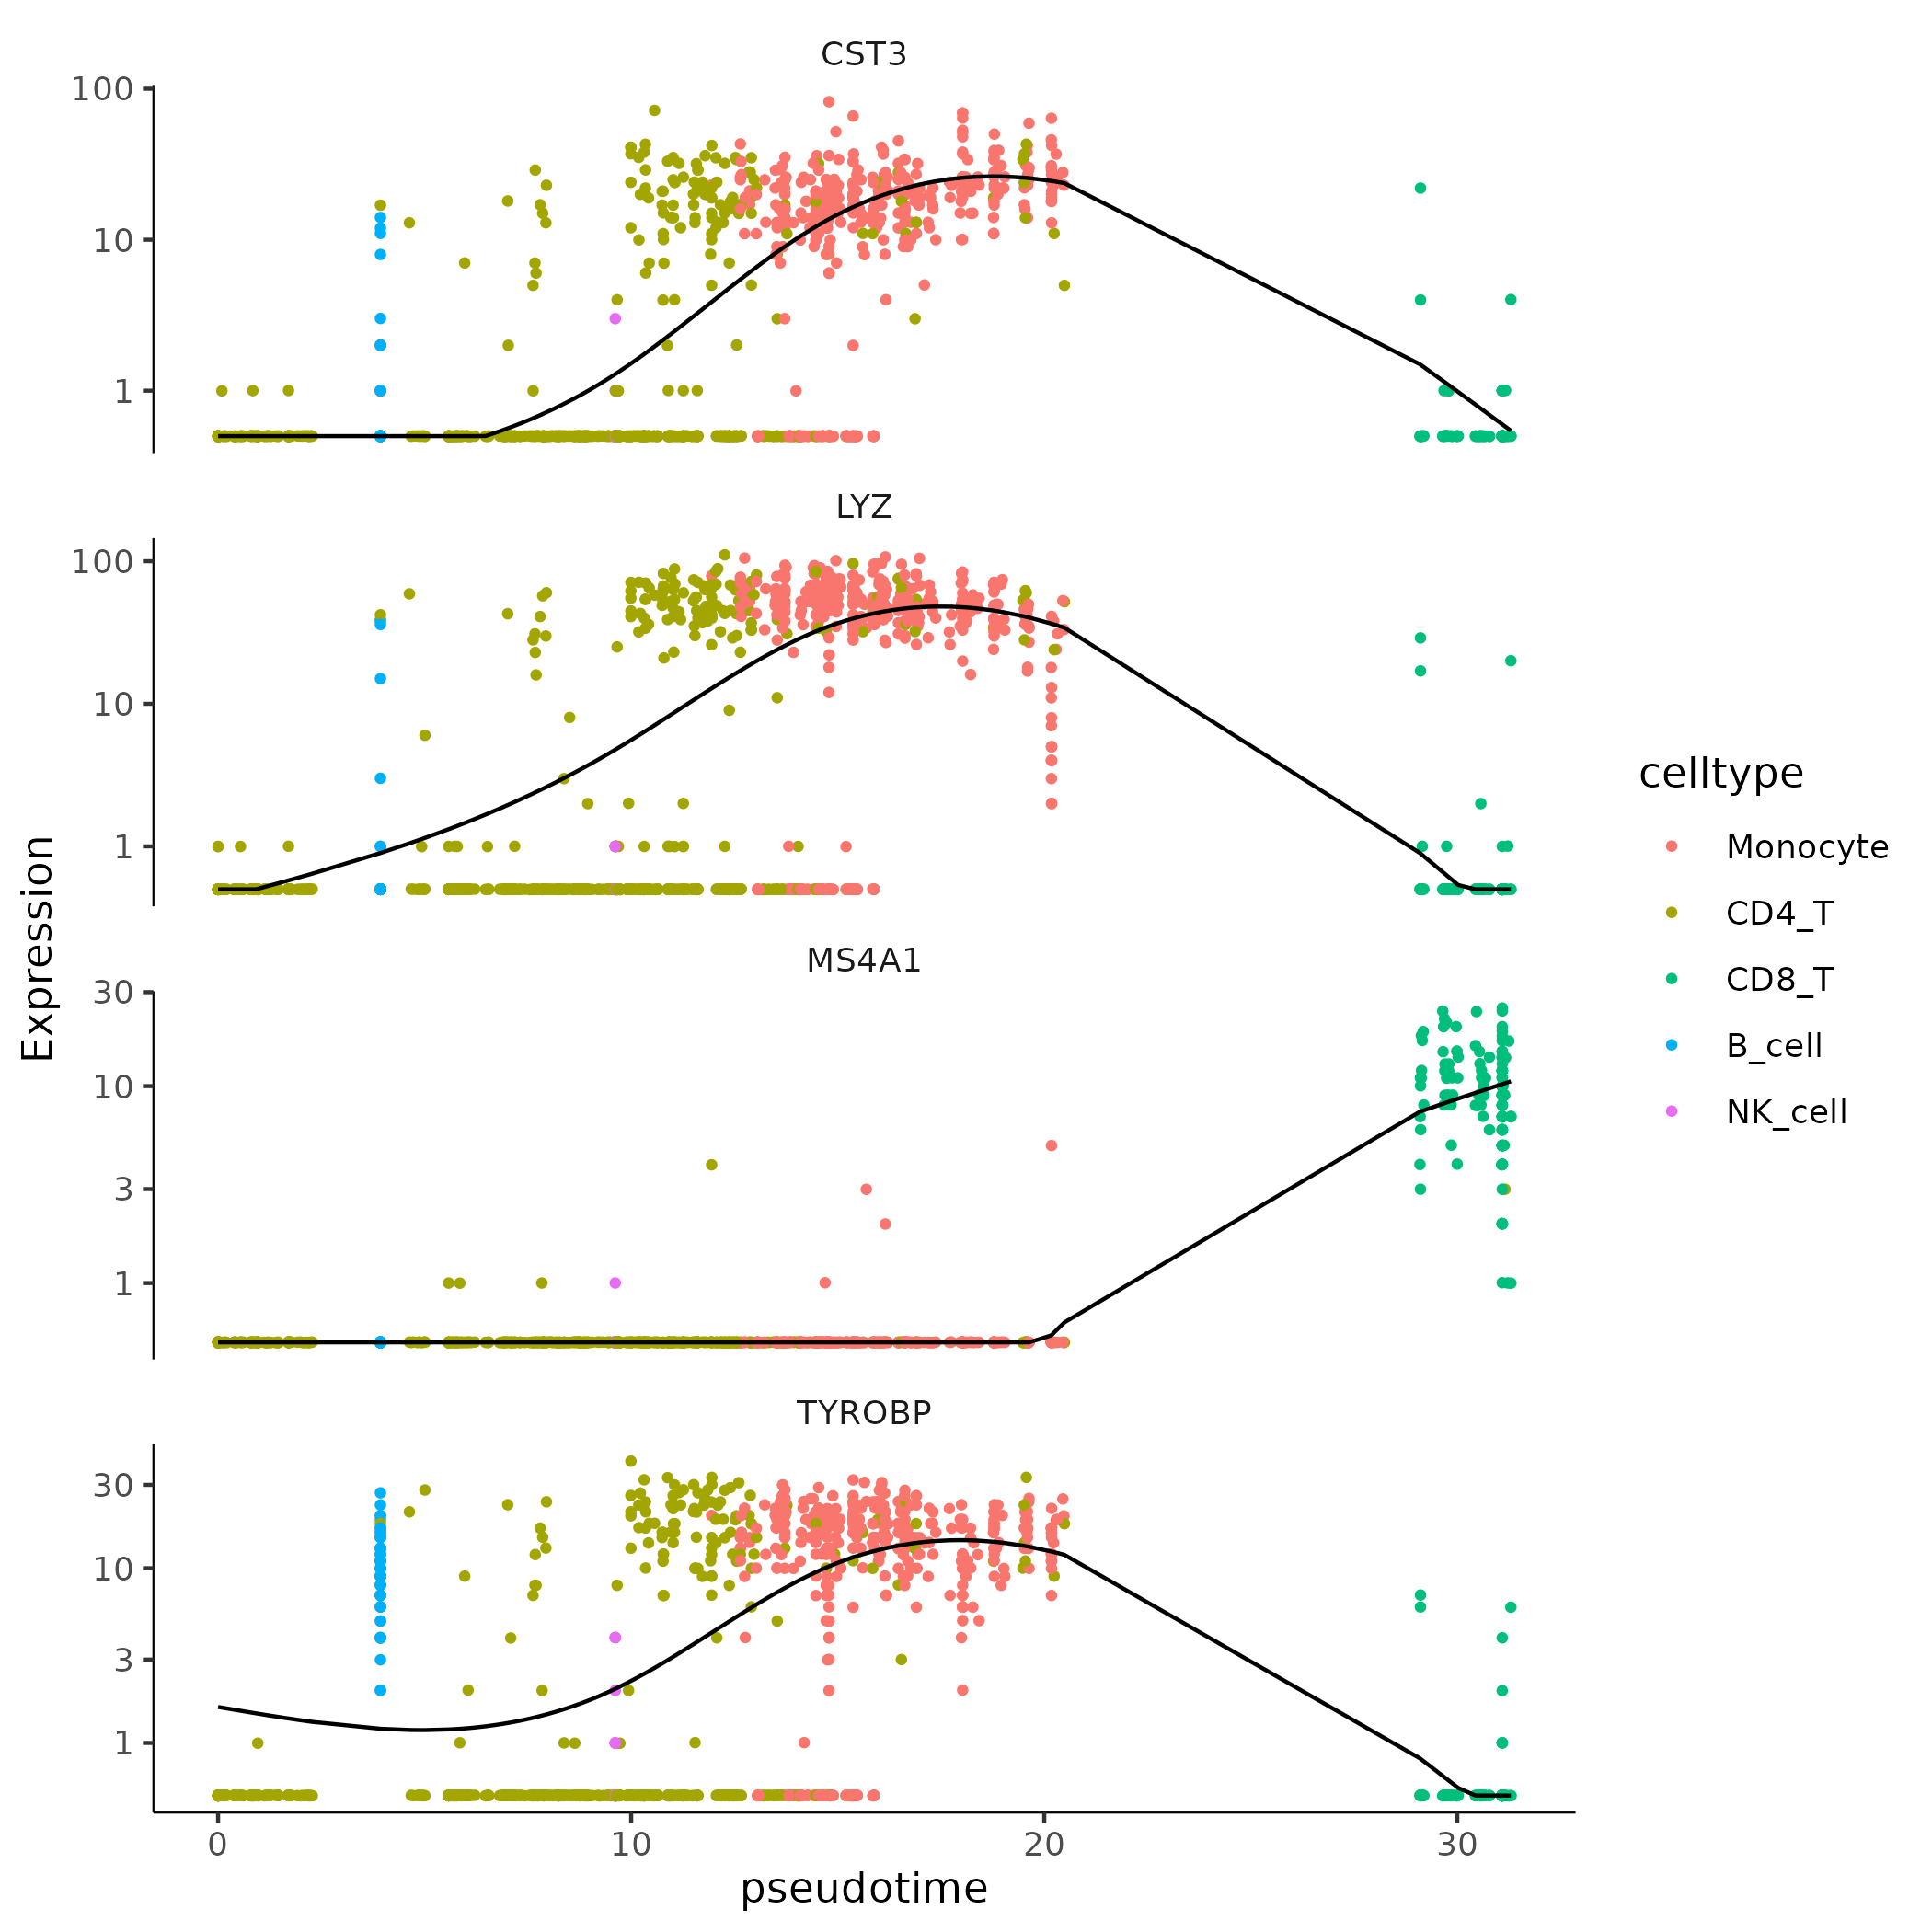 CST3
100
10
1
LYZ
100
10
1
MS4A1
30
10
3
1
TYROBP
30
10
3
1
0 10 20 30
pseudotime
Expression
celltype
Monocyte
CD4_T
CD8_T
B_cell
NK_cell